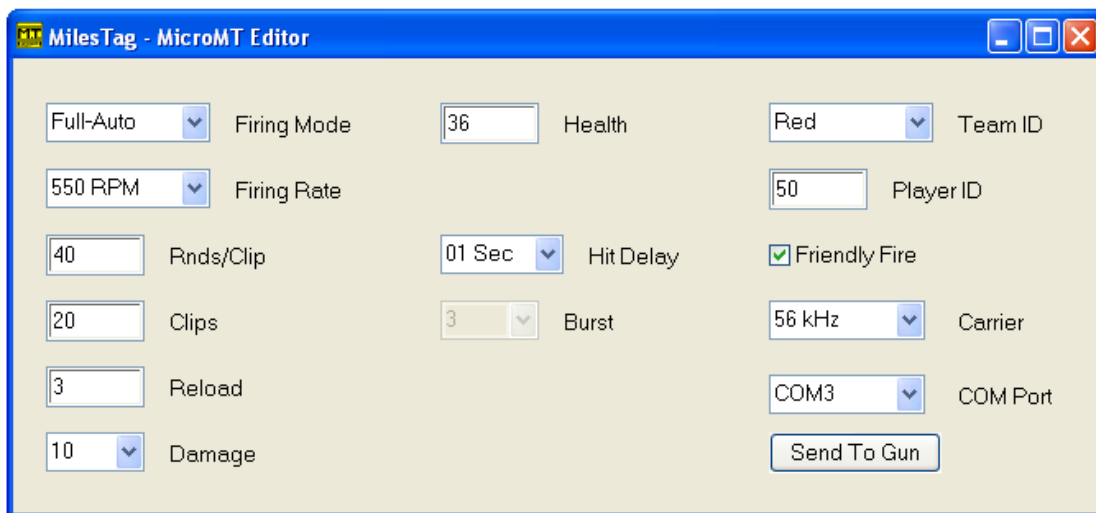 MT MilesTag - MicroMT Editor
Full-Auto Firing Mode 36 Health Red Team ID
550 RPM Firing Rate 50 Player ID
40 Rnds/Clip 01 Sec Hit Delay Friendly Fire
20 Clips 3 Burst 56 kHz Carrier
3 Reload COM3 COM Port
10 Damage Send To Gun